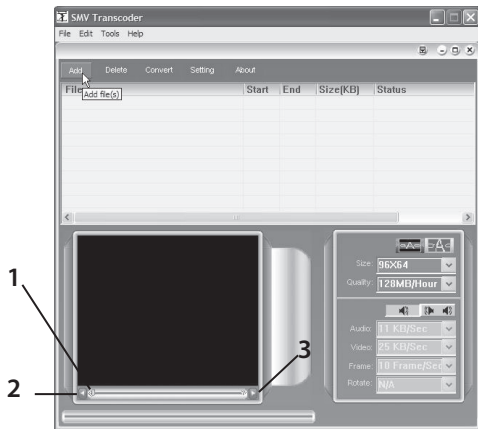 SMV Transcoder
File Edit Tools Help
Add Delete Convert Setting About
File Start End Size(KB) Status
Add file(s)
Size: 96X64
Quality: 128MB/Hour
Audio: 11 KB/Sec
Video: 25 KB/Sec
Frame: 10 Frame/Sec
Rotate: N/A
1
2
3